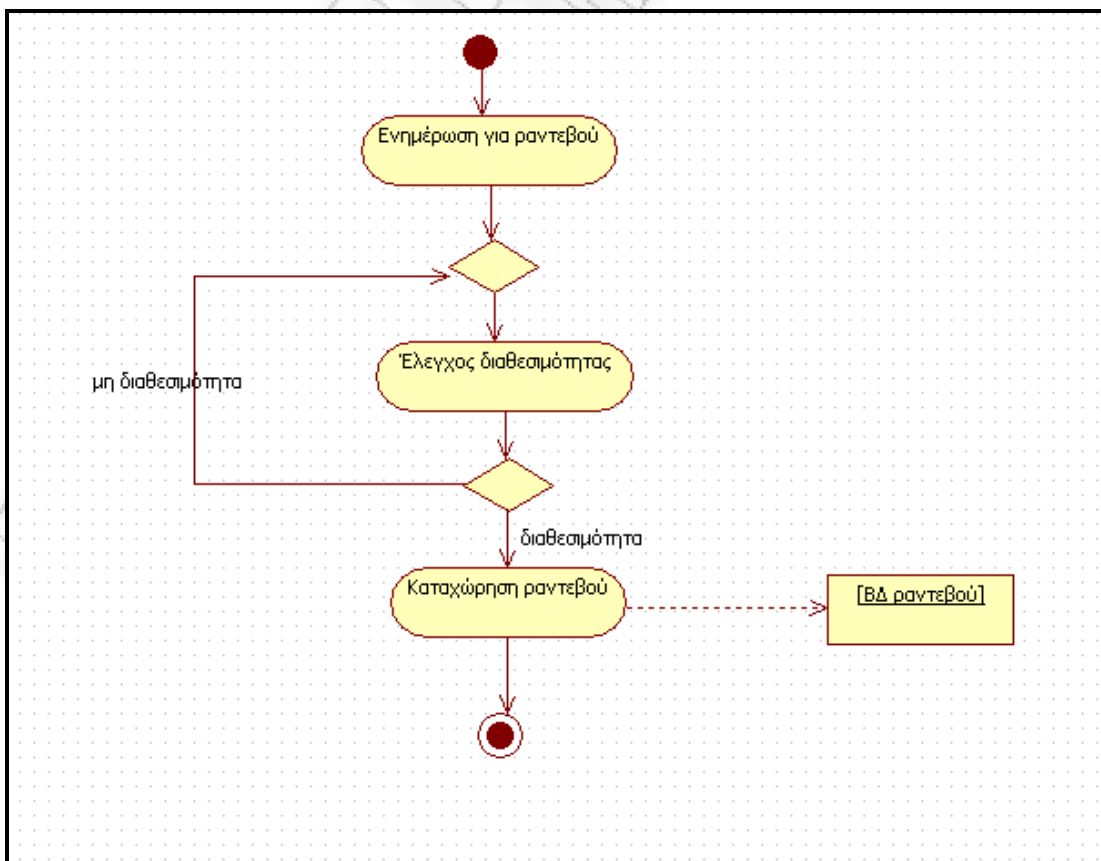 Ενημέρωση για ραντεβού
Έλεγχος διαθεσιμότητας
μη διαθεσιμότητα
διαθεσιμότητα
Καταχώρηση ραντεβού
[ΒΔ ραντεβού]